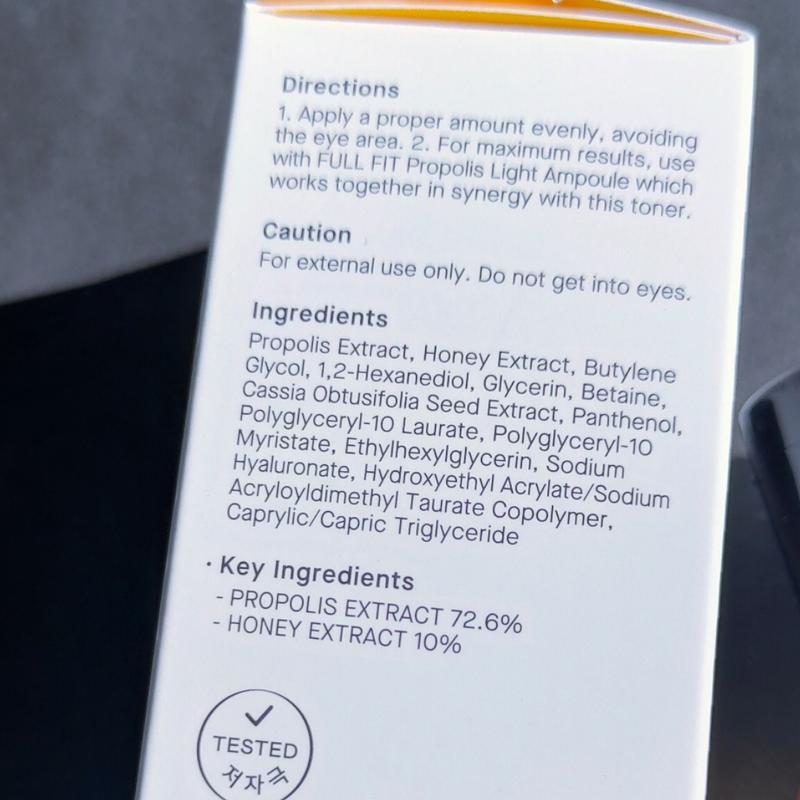 Directions
1. Apply a proper amount evenly, avoiding
the eye area. 2. For maximum results, use
with FULL FIT Propolis Light Ampoule which
works together in synergy with this toner.
Caution
For external use only. Do not get into eyes.
Ingredients
Propolis Extract, Honey Extract, Butylene
Glycol, 1,2-Hexanediol, Glycerin, Betaine,
Cassia Obtusifolia Seed Extract, Panthenol,
Polyglyceryl-10 Laurate, Polyglyceryl-10
Myristate, Ethylhexylglycerin, Sodium
Hyaluronate, Hydroxyethyl Acrylate/Sodium
Acryloyldimethyl Taurate Copolymer,
Caprylic/Capric Triglyceride
· Key Ingredients
- PROPOLIS EXTRACT 72.6%
- HONEY EXTRACT 10%
TESTED
저자극